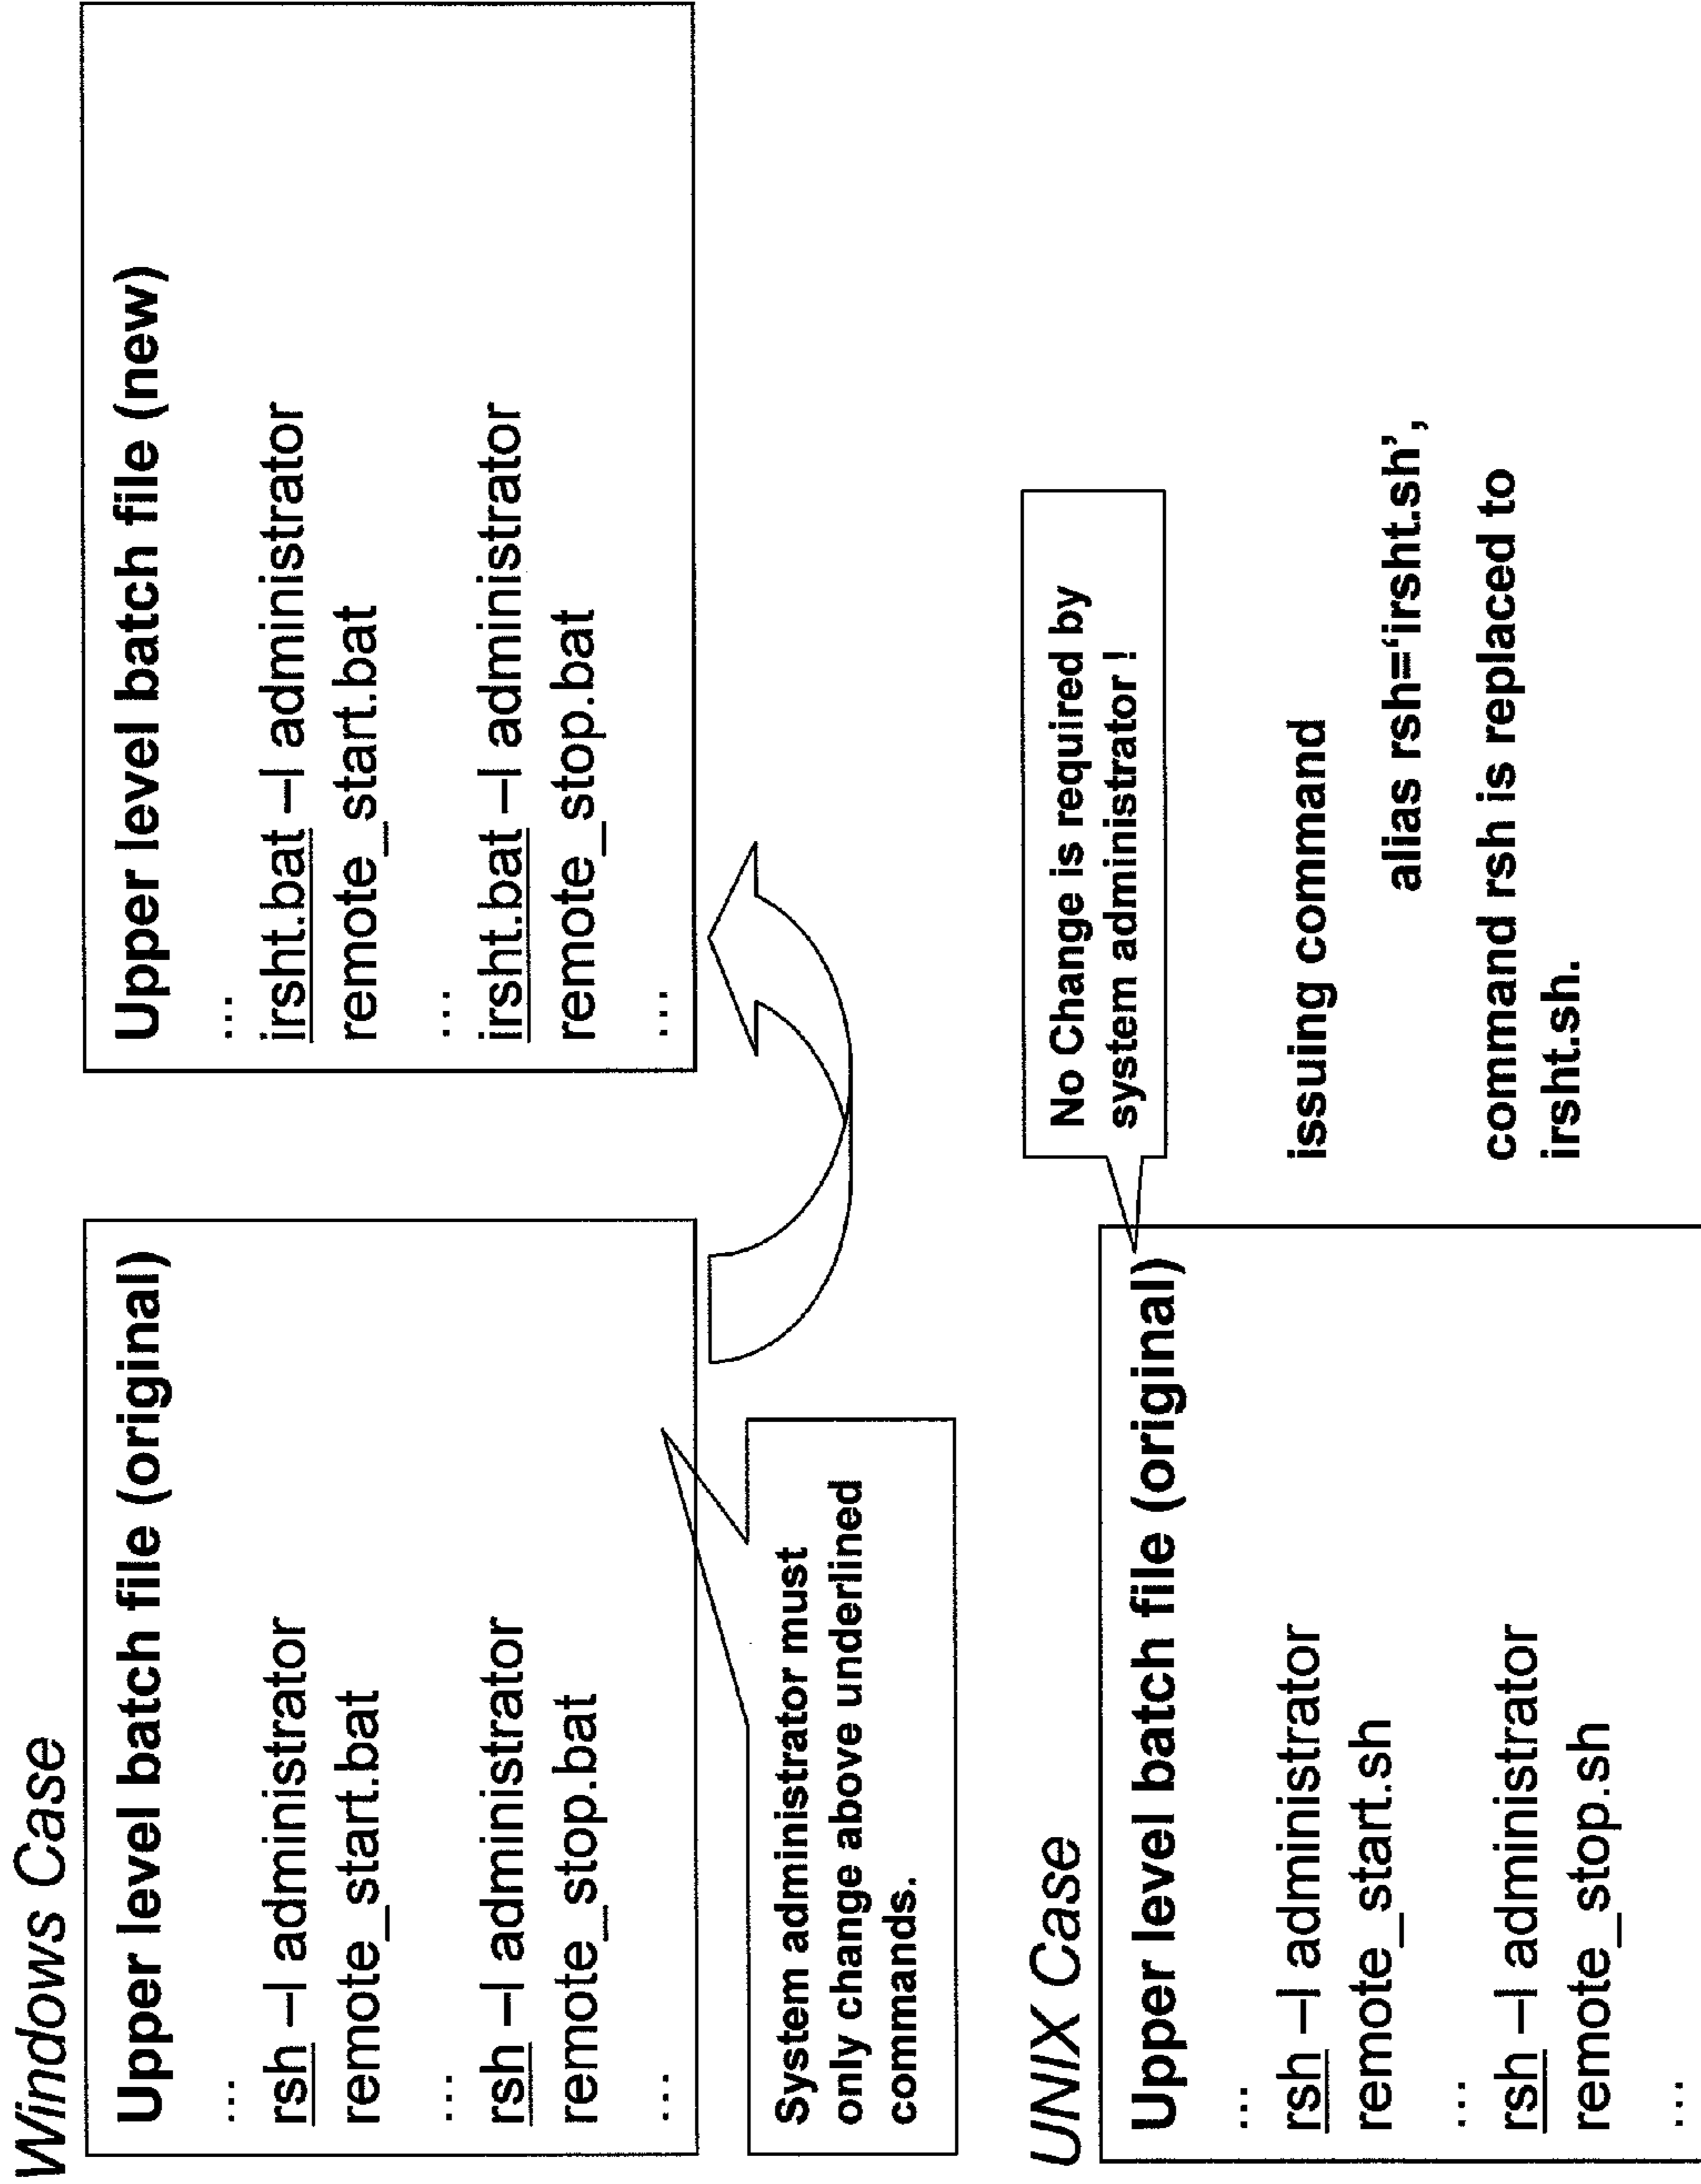 Windows Case
Upper level batch file (original)
...
rsh –l administrator
remote_start.bat
...
rsh –l administrator
remote_stop.bat
...
System administrator must
only change above underlined
commands.
Upper level batch file (new)
...
irsht.bat –l administrator
remote_start.bat
...
irsht.bat –l administrator
remote_stop.bat
...
UNIX Case
Upper level batch file (original)
...
rsh –l administrator
remote_start.sh
...
rsh –l administrator
remote_stop.sh
...
No Change is required by
system administrator !
issuing command
alias rsh=‘irsht.sh’,
command rsh is replaced to
irsht.sh.